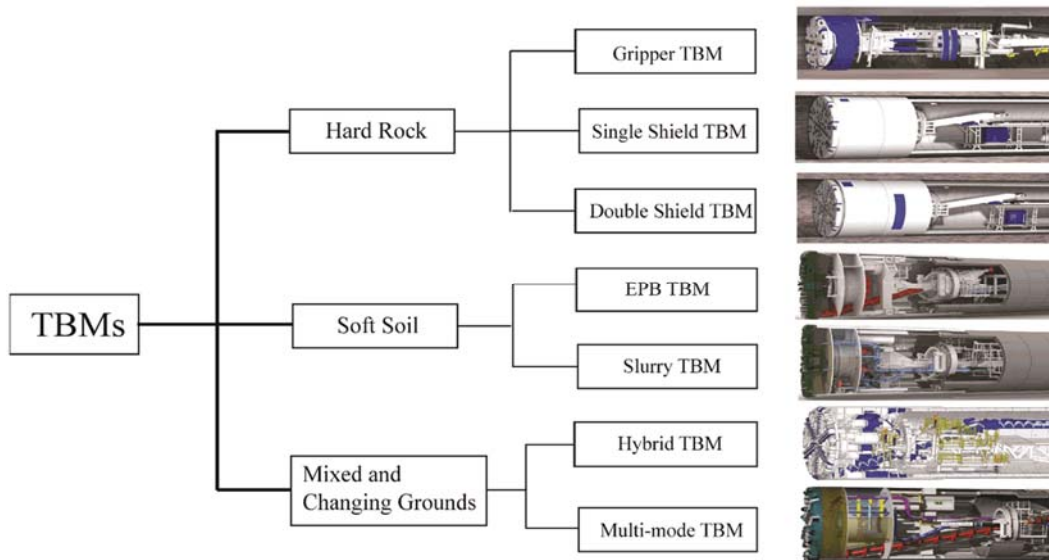 TBMs
Hard Rock
Gripper TBM
Single Shield TBM
Double Shield TBM
Soft Soil
EPB TBM
Slurry TBM
Mixed and
Changing Grounds
Hybrid TBM
Multi-mode TBM